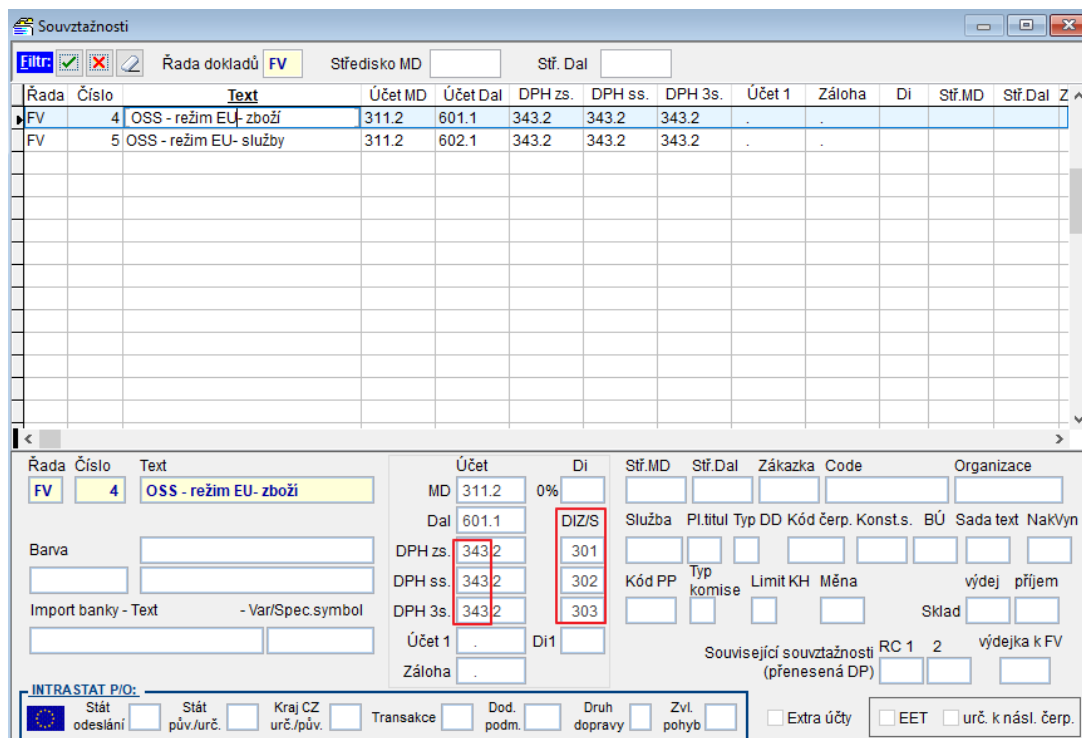 Souvztažnosti
Filtr: Řada dokladů FV Středisko MD Stř. Dal
Řada Číslo Text Účet MD Účet Dal DPH zs. DPH ss. DPH 3s. Účet 1 Záloha Di Stř.MD Stř.Dal Z
FV 4 OSS - režim EU- zboží 311.2 601.1 343.2 343.2 343.2 . .
FV 5 OSS - režim EU- služby 311.2 602.1 343.2 343.2 343.2 . .
Řada Číslo Text Účet Di Stř.MD Stř.Dal Zákazka Code Organizace
FV 4 OSS - režim EU- zboží MD 311.2 0%
Dal 601.1 DIZ/S Služba Pl.titul Typ DD Kód čerp. Konst.s. BÚ Sada text NakVyn
Barva DPH zs. 343.2 301
DPH ss. 343.2 302 Kód PP Typ komise Limit KH Měna výdej příjem
Import banky - Text - Var/Spec.symbol DPH 3s. 343.2 303 Sklad
Účet 1 . Di1 Související souvztažnosti (přenesená DP) RC 1 2 výdejka k FV
Záloha .
INTRASTAT P/O:
Stát odeslání Stát pův./urč. Kraj CZ urč./pův. Transakce Dod. podm. Druh dopravy Zvl. pohyb Extra účty EET urč. k násl. čerp.